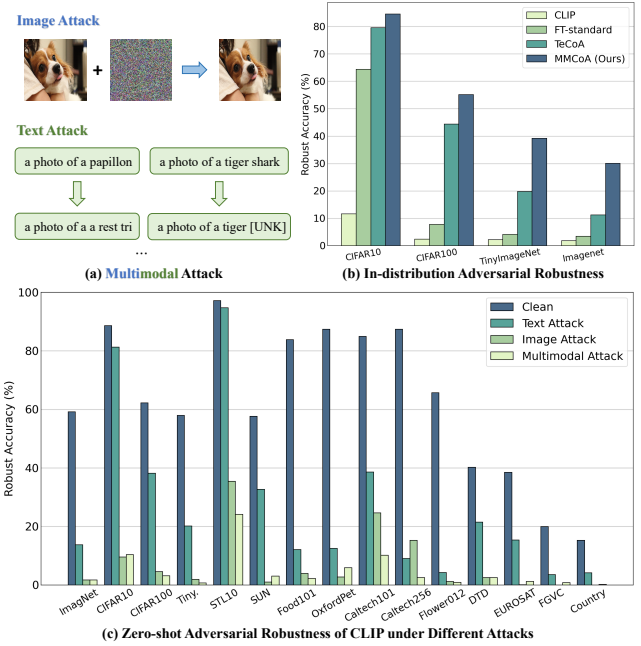 Image Attack
+
Text Attack
a photo of a papillon
a photo of a tiger shark
a photo of a a rest tri
a photo of a tiger [UNK]
...
(a) Multimodal Attack
Robust Accuracy (%)
80
70
60
50
40
30
20
10
0
CLIP
FT-standard
TeCoA
MMCoA (Ours)
CIFAR10
CIFAR100
TinyImageNet
Imagenet
(b) In-distribution Adversarial Robustness
Robust Accuracy (%)
100
80
60
40
20
0
Clean
Text Attack
Image Attack
Multimodal Attack
ImagNet
CIFAR10
CIFAR100
Tiny.
STL10
SUN
Food101
OxfordPet
Caltech101
Caltech256
Flower012
DTD
EUROSAT
FGVC
Country
(c) Zero-shot Adversarial Robustness of CLIP under Different Attacks